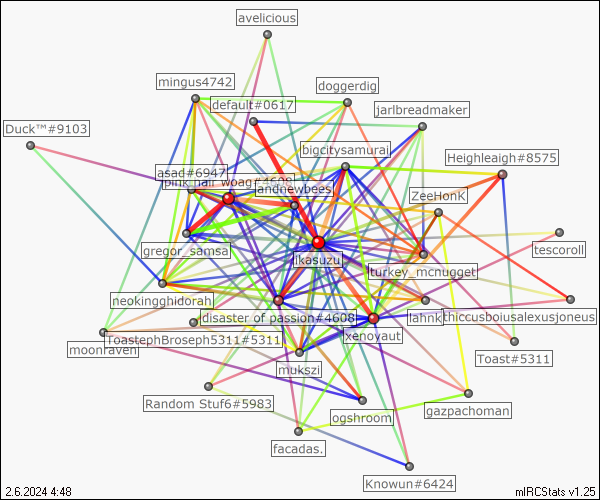 avelicious
mingus4742
doggerdig
default#0617
jarlbreadmaker
Duck™#9103
bigcitysamurai
Heighleaigh#8575
asad#6947
pink hair woag#4608
andnewbees
ZeeHonK
gregor_samsa
tescoroll
ikasuzu
turkey_mcnugget
neokingghidorah
disaster of passion#4608
fahnk
thiccusboiusalexusjoneus
xenoyaut
ToastephBroseph5311#5311
moonraven
Toast#5311
mukszi
Random Stuf6#5983
ogshroom
gazpachoman
facadas.
Knowun#6424
2.6.2024 4:48
mIRCStats v1.25